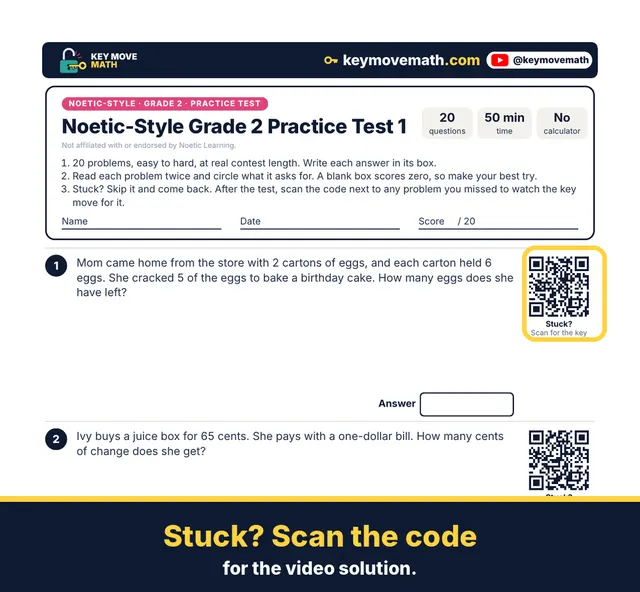 KEY MOVE
MATH
keymovemath.com
@keymovemath
NOETIC-STYLE · GRADE 2 · PRACTICE TEST
Noetic-Style Grade 2 Practice Test 1
Not affiliated with or endorsed by Noetic Learning.
20
questions
50 min
time
No
calculator
1. 20 problems, easy to hard, at real contest length. Write each answer in its box.
2. Read each problem twice and circle what it asks for. A blank box scores zero, so make your best try.
3. Stuck? Skip it and come back. After the test, scan the code next to any problem you missed to watch the key
move for it.
Name
Date
Score / 20
1
Mom came home from the store with 2 cartons of eggs, and each carton held 6
eggs. She cracked 5 of the eggs to bake a birthday cake. How many eggs does she
have left?
Stuck?
Scan for the key
Answer
2
Ivy buys a juice box for 65 cents. She pays with a one-dollar bill. How many cents
of change does she get?
Stuck? Scan the code
for the video solution.